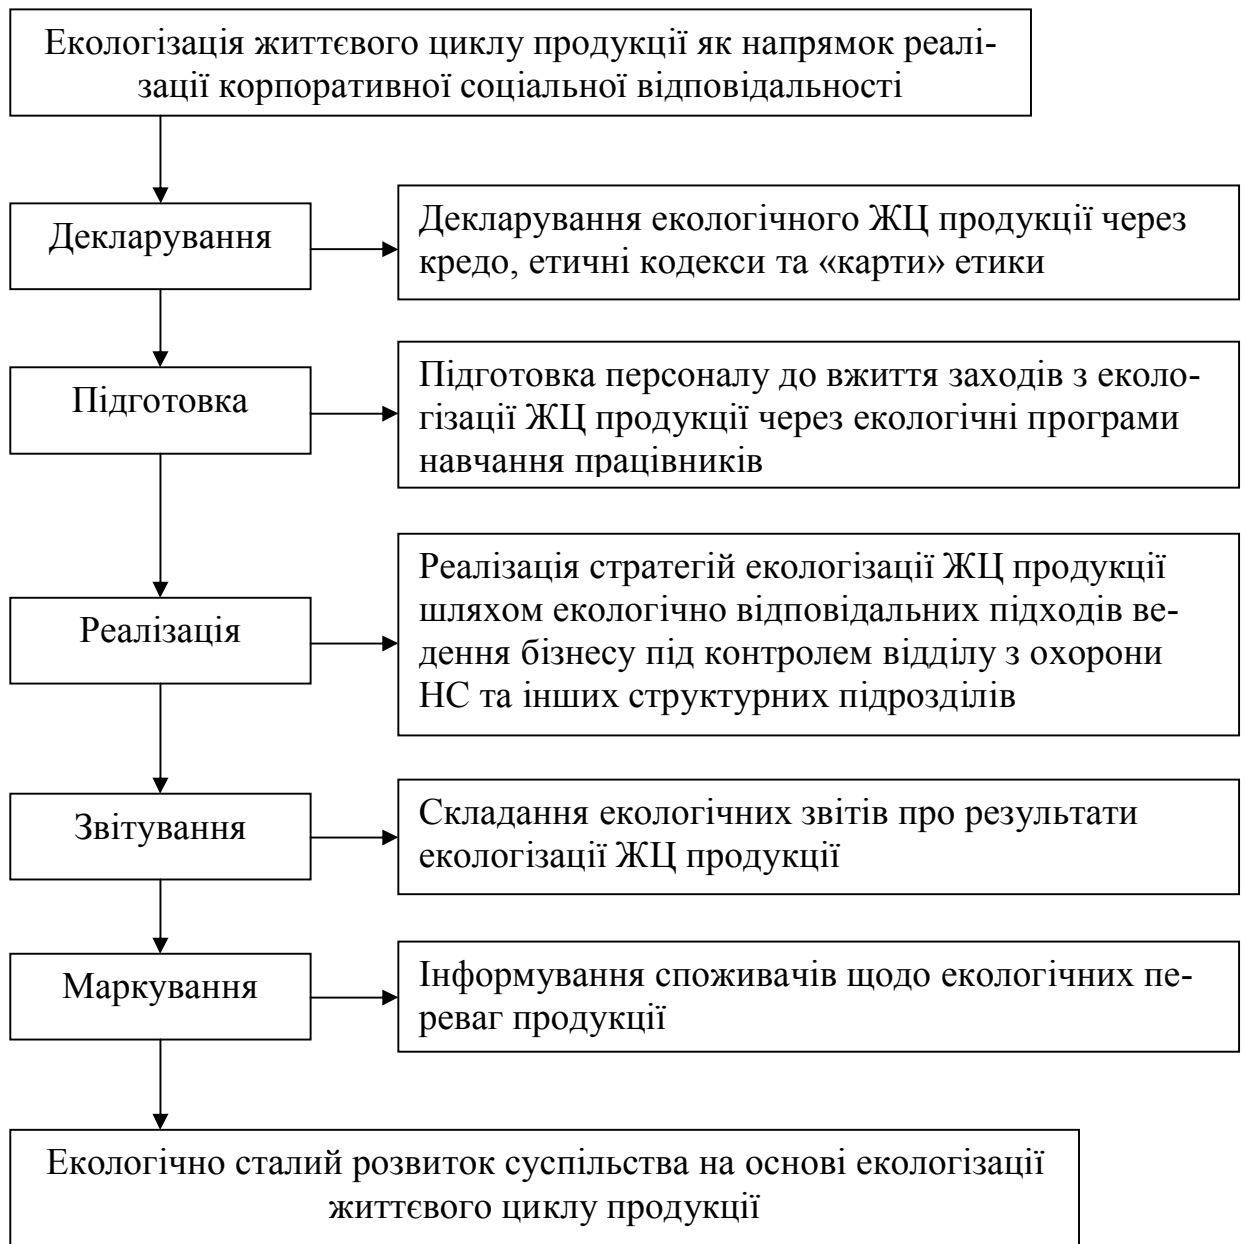 Екологізація життєвого циклу продукції як напрямок реалі-
зації корпоративної соціальної відповідальності
Декларування
Декларування екологічного ЖЦ продукції через
кредо, етичні кодекси та «карти» етики
Підготовка
Підготовка персоналу до вжиття заходів з еколо-
гізації ЖЦ продукції через екологічні програми
навчання працівників
Реалізація
Реалізація стратегій екологізації ЖЦ продукції
шляхом екологічно відповідальних підходів ве-
дення бізнесу під контролем відділу з охорони
НС та інших структурних підрозділів
Звітування
Складання екологічних звітів про результати
екологізації ЖЦ продукції
Маркування
Інформування споживачів щодо екологічних пе-
реваг продукції
Екологічно сталий розвиток суспільства на основі екологізації
життєвого циклу продукції